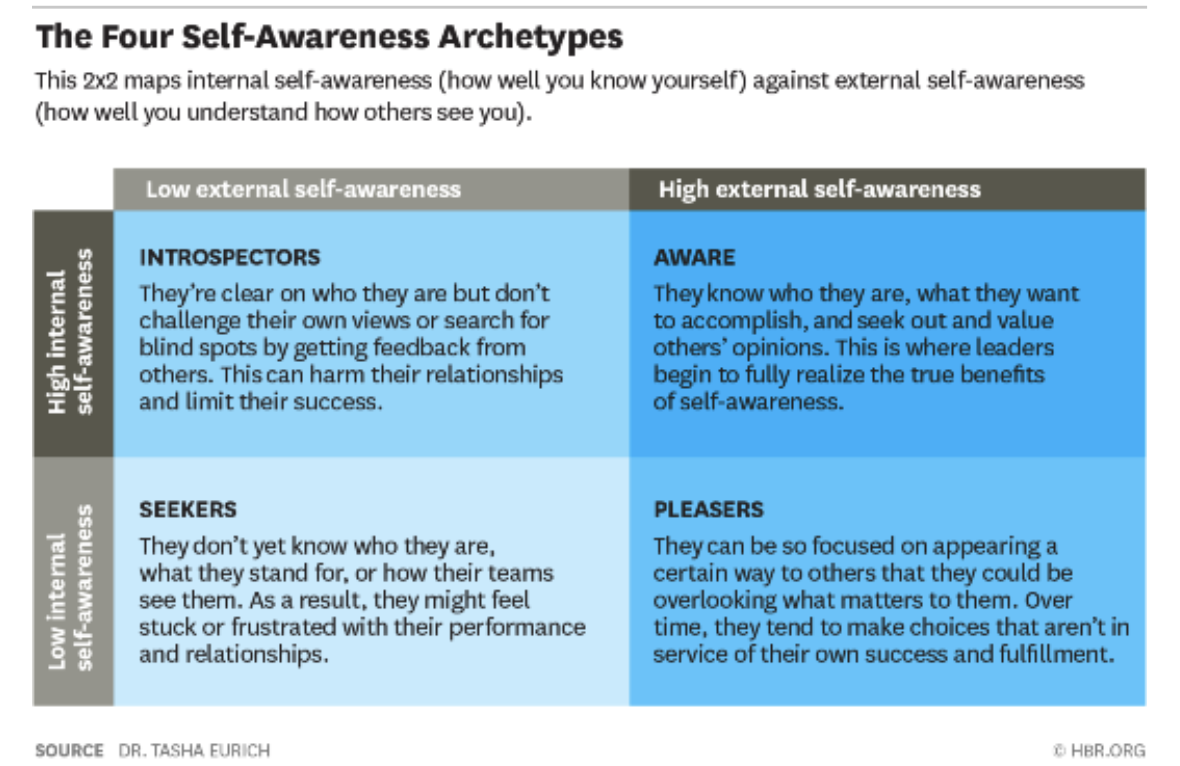 The Four Self-Awareness Archetypes
This 2x2 maps internal self-awareness (how well you know yourself) against external self-awareness
(how well you understand how others see you).
Low external self-awareness
High external self-awareness
High internal
self-awareness
INTROSPECTORS
They're clear on who they are but don't
challenge their own views or search for
blind spots by getting feedback from
others. This can harm their relationships
and limit their success.
AWARE
They know who they are, what they want
to accomplish, and seek out and value
others' opinions. This is where leaders
begin to fully realize the true benefits
of self-awareness.
Low internal
self-awareness
SEEKERS
They don't yet know who they are,
what they stand for, or how their teams
see them. As a result, they might feel
stuck or frustrated with their performance
and relationships.
PLEASERS
They can be so focused on appearing a
certain way to others that they could be
overlooking what matters to them. Over
time, they tend to make choices that aren't in
service of their own success and fulfillment.
SOURCE DR. TASHA EURICH
© HBR.ORG